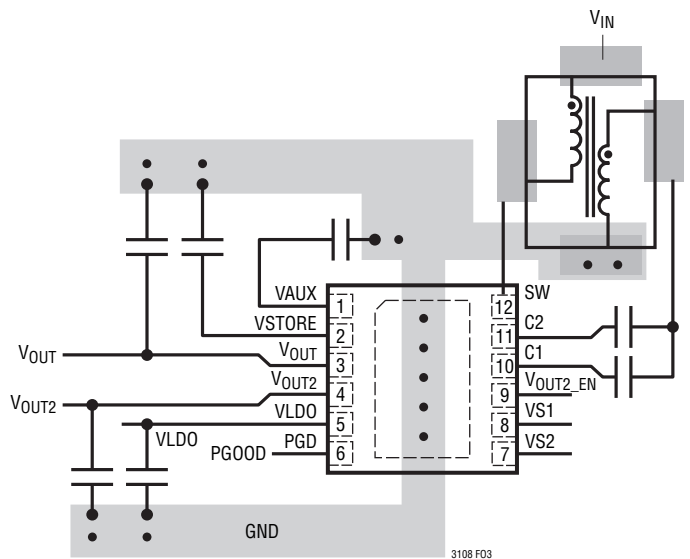 VIN
VAUX
VSTORE
VOUT
VOUT
VOUT2
VOUT2
VLDO
VLDO
PGD
PGOOD
1
2
3
4
5
6
12
11
10
9
8
7
SW
C2
C1
VOUT2_EN
VS1
VS2
GND
3108 F03